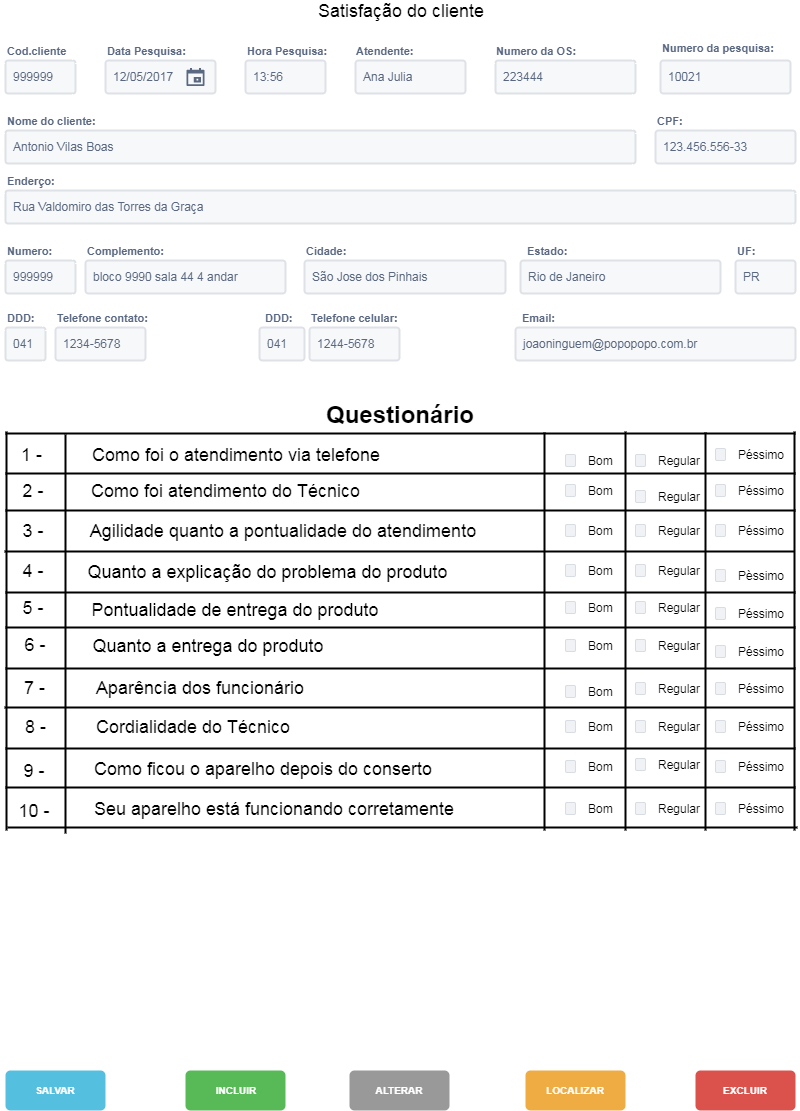 Satisfação do cliente
Cod.cliente Data Pesquisa: Hora Pesquisa: Atendente: Numero da OS: Numero da pesquisa:
999999 12/05/2017 13:56 Ana Julia 223444 10021
Nome do cliente: CPF:
Antonio Vilas Boas 123.456.556-33
Enderço:
Rua Valdomiro das Torres da Graça
Numero: Complemento: Cidade: Estado: UF:
999999 bloco 9990 sala 44 4 andar São Jose dos Pinhais Rio de Janeiro PR
DDD: Telefone contato: DDD: Telefone celular: Email:
041 1234-5678 041 1244-5678 joaoninguem@popopopo.com.br
Questionário
1 - Como foi o atendimento via telefone Bom Regular Péssimo
2 - Como foi atendimento do Técnico Bom Regular Péssimo
3 - Agilidade quanto a pontualidade do atendimento Bom Regular Péssimo
4 - Quanto a explicação do problema do produto Bom Regular Pèssimo
5 - Pontualidade de entrega do produto Bom Regular Péssimo
6 - Quanto a entrega do produto Bom Regular Péssimo
7 - Aparência dos funcionário Bom Regular Péssimo
8 - Cordialidade do Técnico Bom Regular Péssimo
9 - Como ficou o aparelho depois do conserto Bom Regular Péssimo
10 - Seu aparelho está funcionando corretamente Bom Regular Péssimo
SALVAR INCLUIR ALTERAR LOCALIZAR EXCLUIR